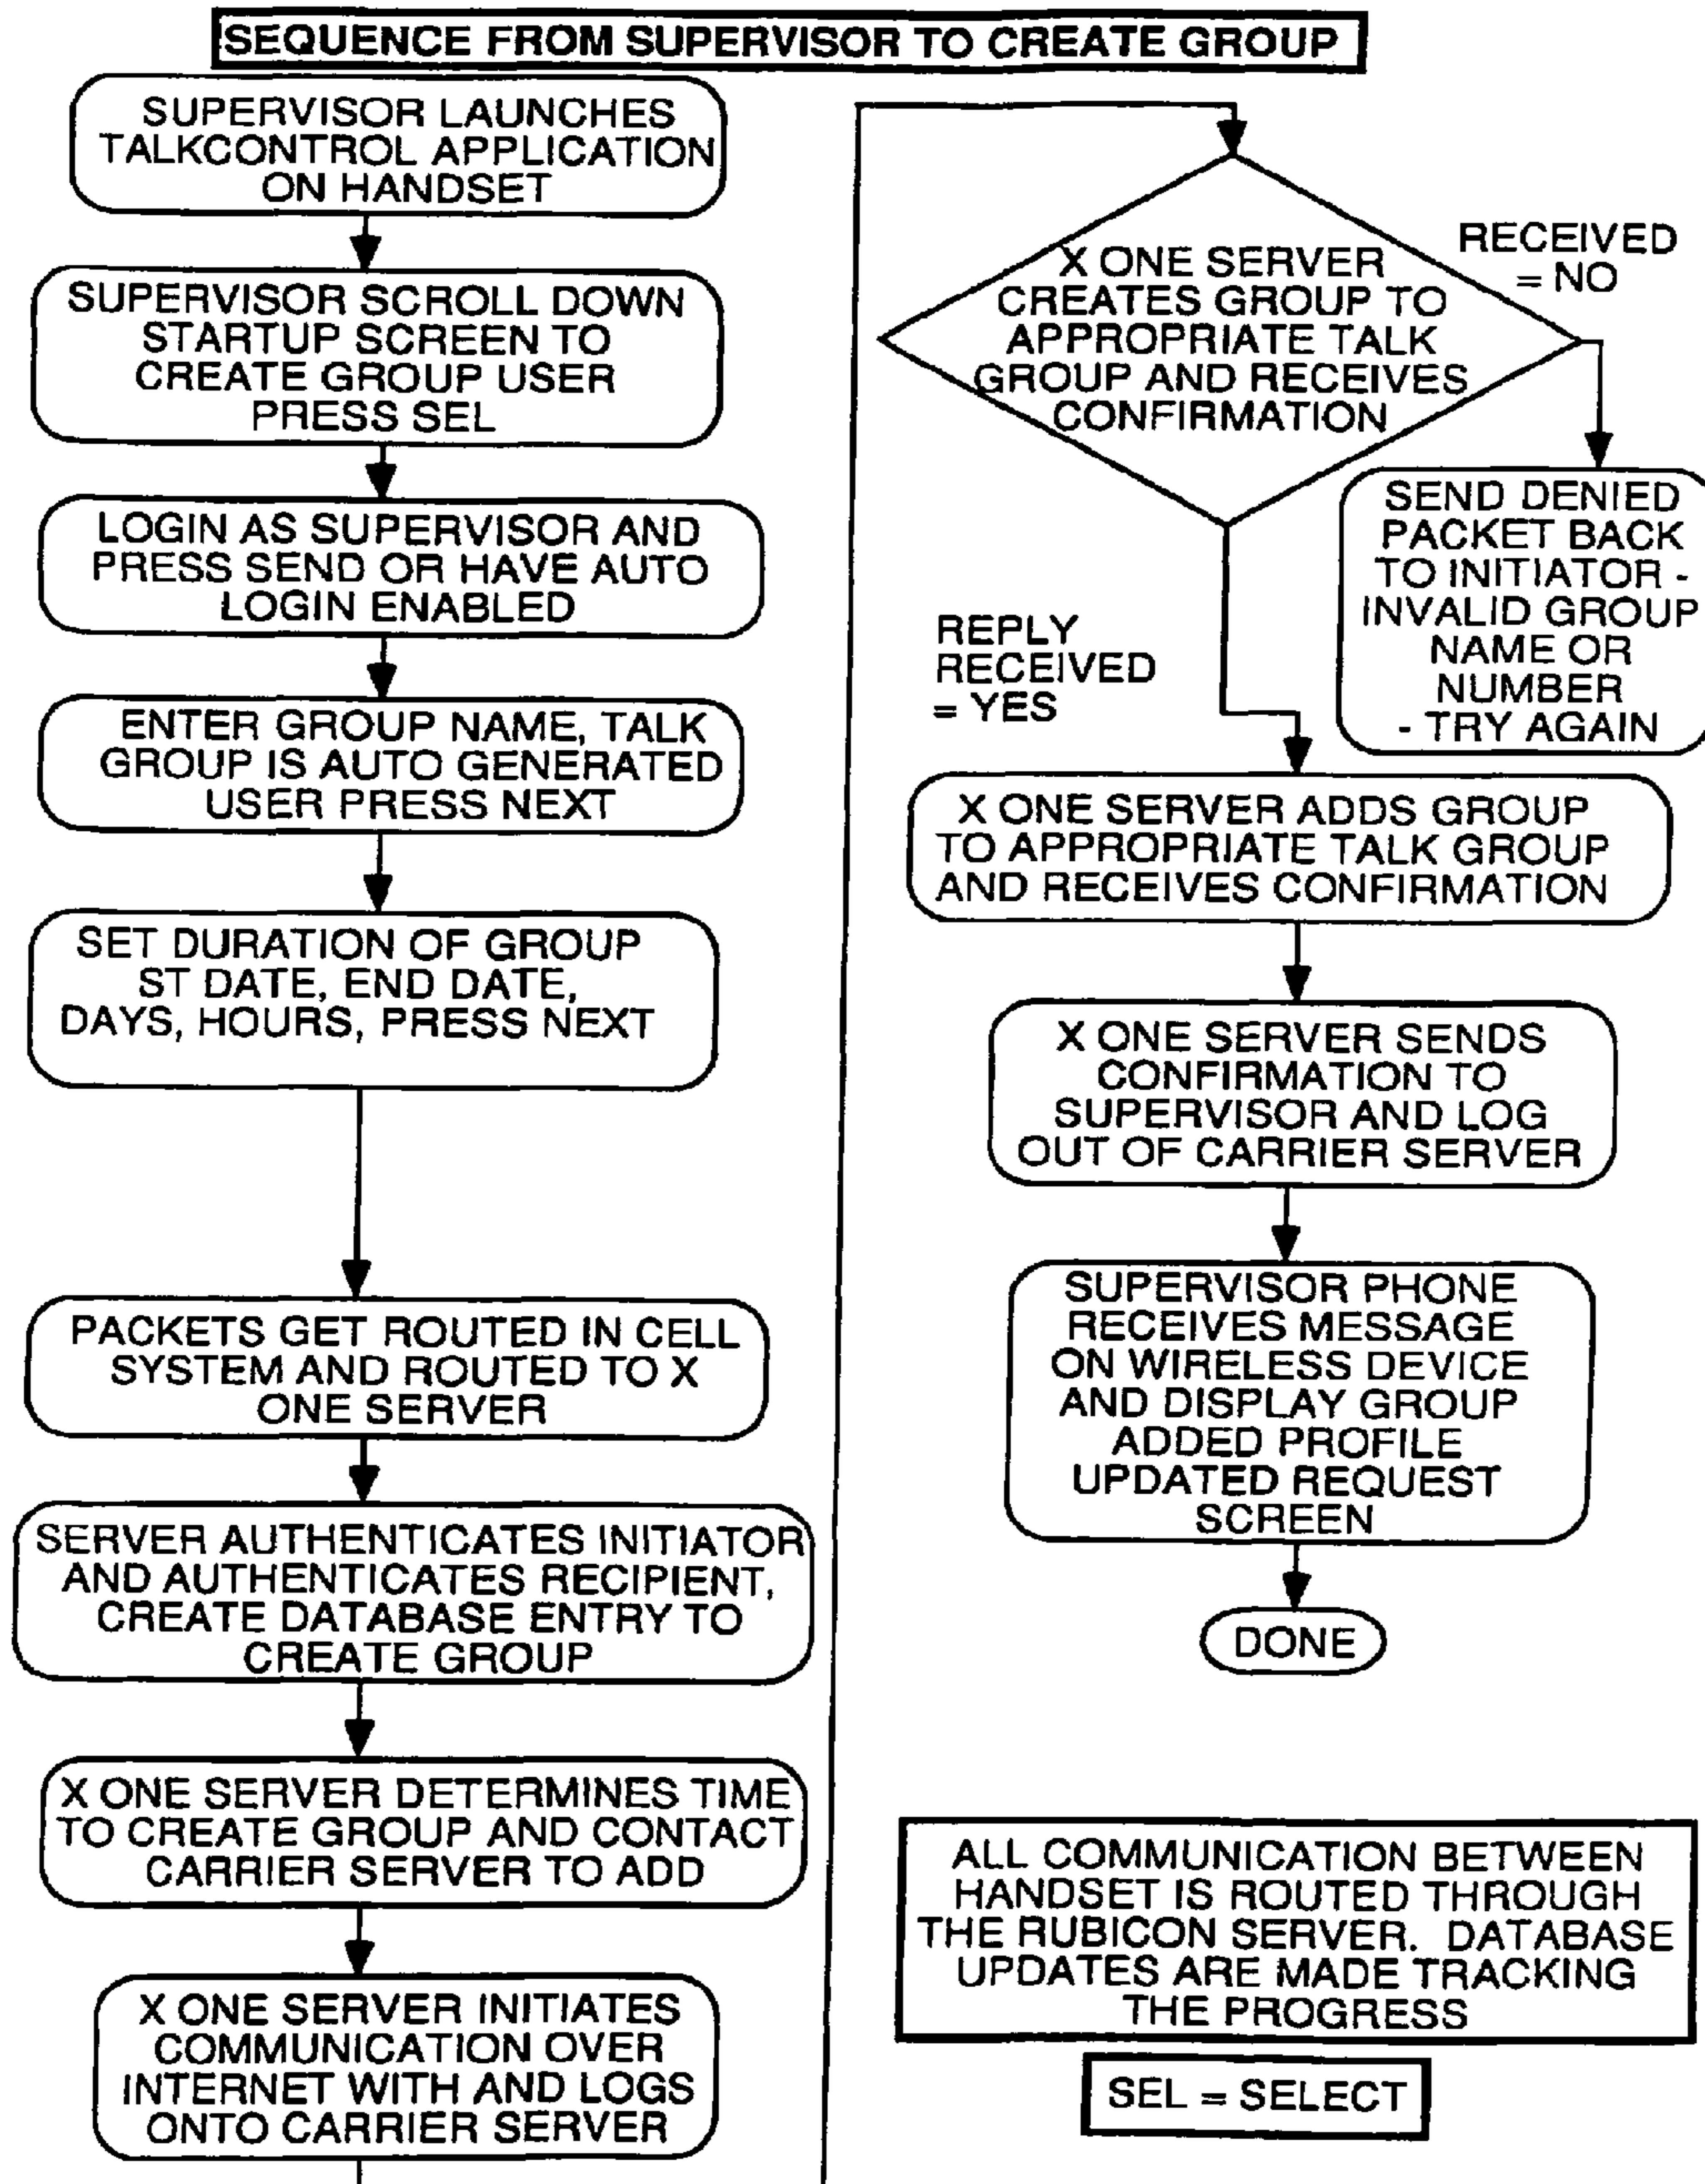 SEQUENCE FROM SUPERVISOR TO CREATE GROUP
SUPERVISOR LAUNCHES
TALKCONTROL APPLICATION
ON HANDSET
SUPERVISOR SCROLL DOWN
STARTUP SCREEN TO
CREATE GROUP USER
PRESS SEL
LOGIN AS SUPERVISOR AND
PRESS SEND OR HAVE AUTO
LOGIN ENABLED
ENTER GROUP NAME, TALK
GROUP IS AUTO GENERATED
USER PRESS NEXT
SET DURATION OF GROUP
ST DATE, END DATE,
DAYS, HOURS, PRESS NEXT
PACKETS GET ROUTED IN CELL
SYSTEM AND ROUTED TO X
ONE SERVER
SERVER AUTHENTICATES INITIATOR
AND AUTHENTICATES RECIPIENT,
CREATE DATABASE ENTRY TO
CREATE GROUP
X ONE SERVER DETERMINES TIME
TO CREATE GROUP AND CONTACT
CARRIER SERVER TO ADD
X ONE SERVER INITIATES
COMMUNICATION OVER
INTERNET WITH AND LOGS
ONTO CARRIER SERVER
X ONE SERVER
CREATES GROUP TO
APPROPRIATE TALK
GROUP AND RECEIVES
CONFIRMATION
RECEIVED
= NO
SEND DENIED
PACKET BACK
TO INITIATOR -
INVALID GROUP
NAME OR
NUMBER
- TRY AGAIN
REPLY
RECEIVED
= YES
X ONE SERVER ADDS GROUP
TO APPROPRIATE TALK GROUP
AND RECEIVES CONFIRMATION
X ONE SERVER SENDS
CONFIRMATION TO
SUPERVISOR AND LOG
OUT OF CARRIER SERVER
SUPERVISOR PHONE
RECEIVES MESSAGE
ON WIRELESS DEVICE
AND DISPLAY GROUP
ADDED PROFILE
UPDATED REQUEST
SCREEN
DONE
ALL COMMUNICATION BETWEEN
HANDSET IS ROUTED THROUGH
THE RUBICON SERVER. DATABASE
UPDATES ARE MADE TRACKING
THE PROGRESS
SEL = SELECT